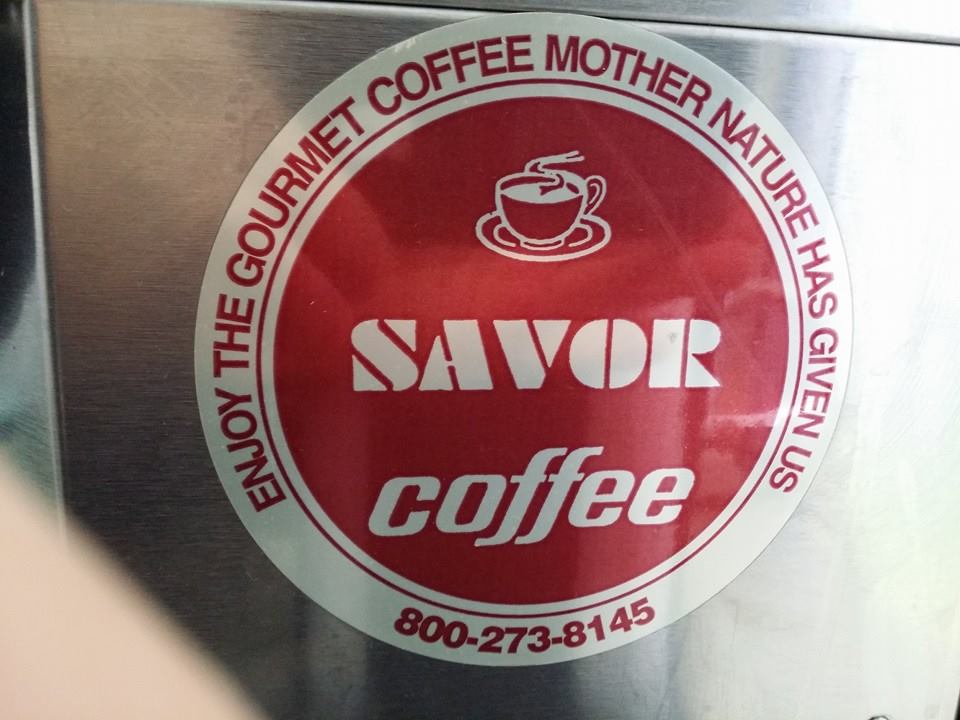 ENJOY THE GOURMET COFFEE MOTHER NATURE HAS GIVEN US
SAVOR
coffee
800-273-8145